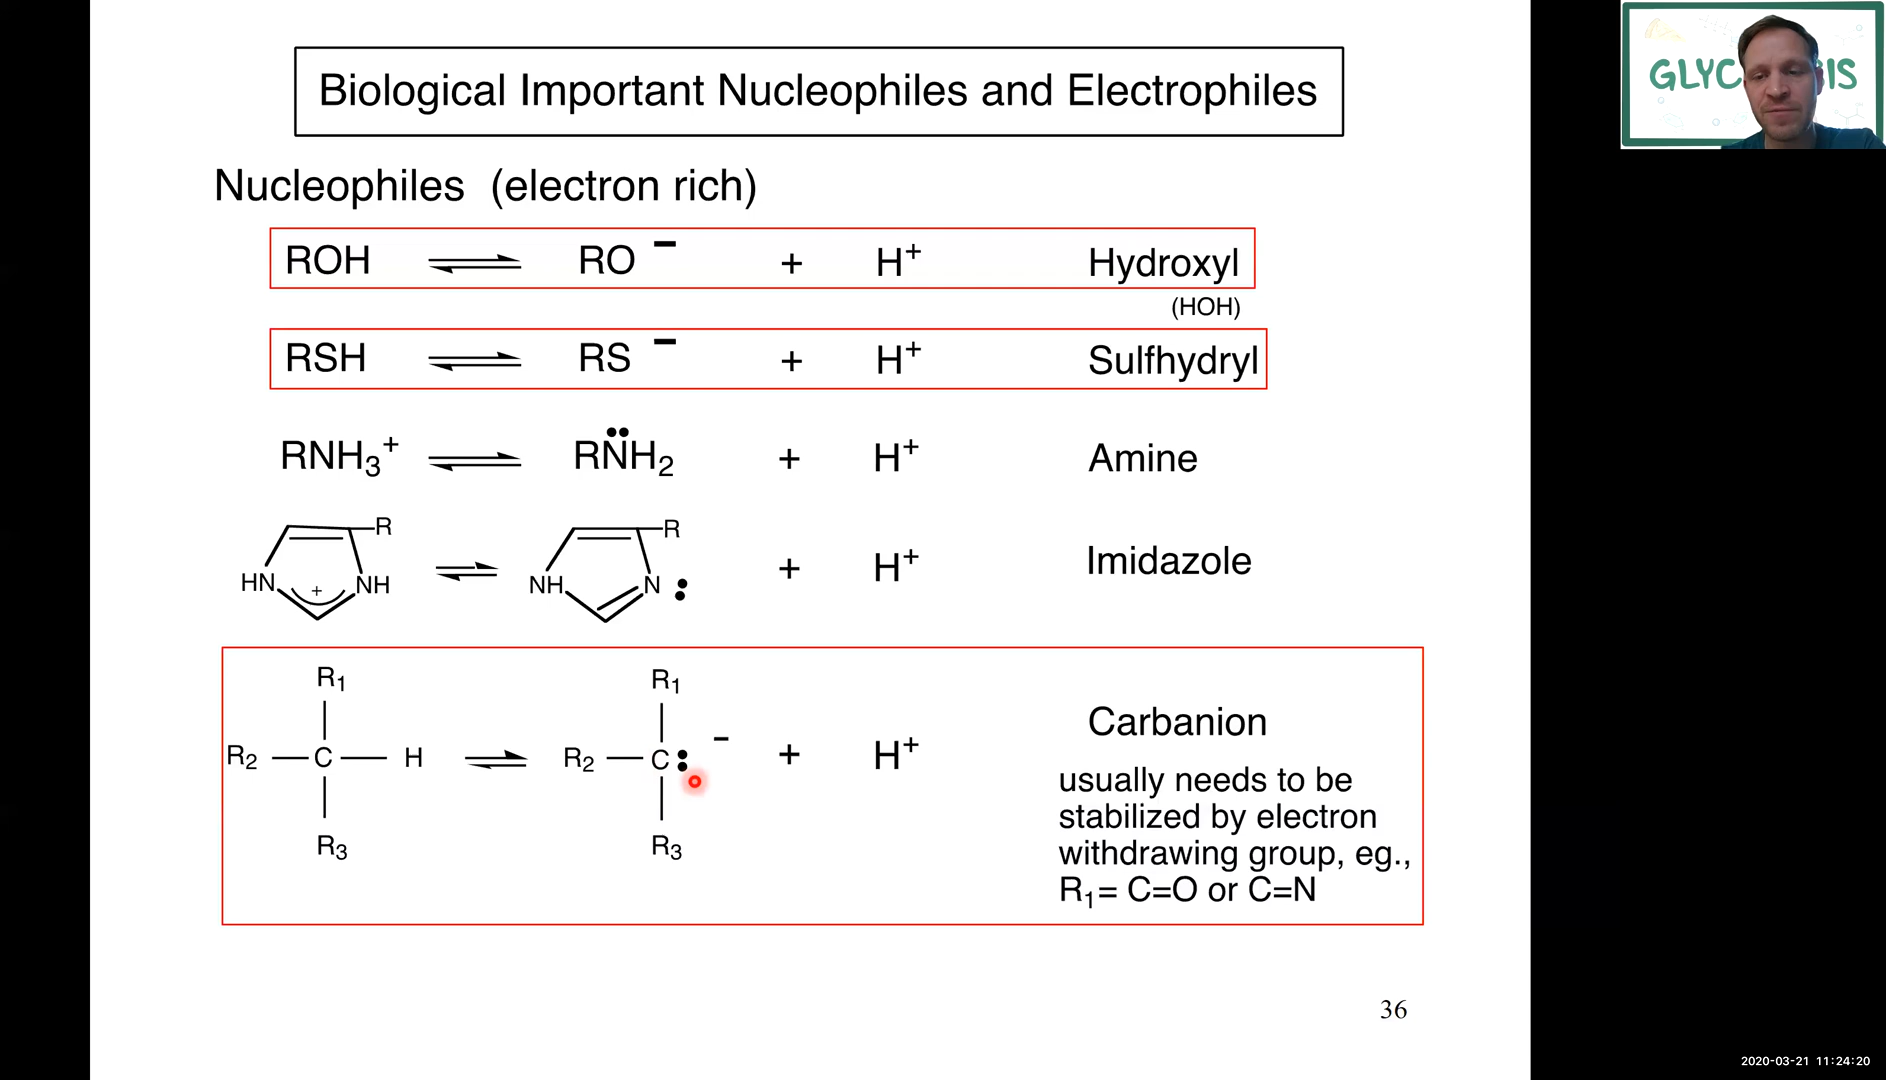 Biological Important Nucleophiles and Electrophiles
GLYC IS
Nucleophiles (electron rich)
ROH ⇌ RO⁻ + H⁺ Hydroxyl
(HOH)
RSH ⇌ RS⁻ + H⁺ Sulfhydryl
RNH₃⁺ ⇌ RNH₂ + H⁺ Amine
R R
HN + NH ⇌ NH N: + H⁺ Imidazole
R₁ R₁
Carbanion
R₂ — C — H ⇌ R₂ — C: - + H⁺
usually needs to be
stabilized by electron
R₃ R₃ withdrawing group, eg.,
R₁= C=O or C=N
36
2020-03-21 11:24:20